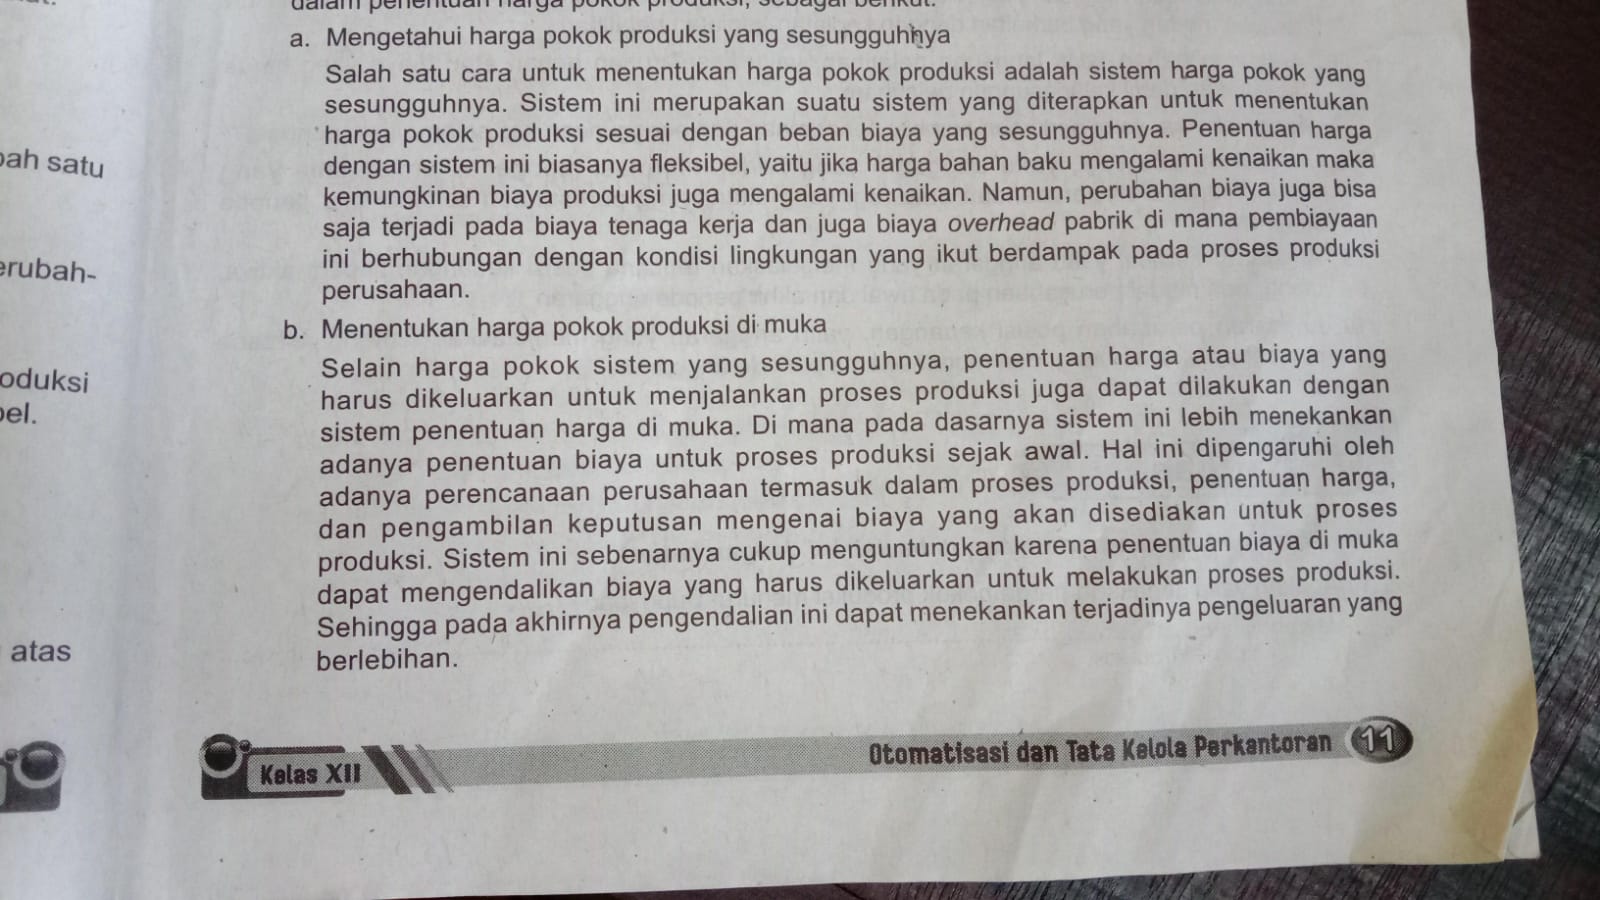 dalam penentuan harga pokok produksi, sebagai berikut.
a. Mengetahui harga pokok produksi yang sesungguhhya
Salah satu cara untuk menentukan harga pokok produksi adalah sistem harga pokok yang
sesungguhnya. Sistem ini merupakan suatu sistem yang diterapkan untuk menentukan
harga pokok produksi sesuai dengan beban biaya yang sesungguhnya. Penentuan harga
dengan sistem ini biasanya fleksibel, yaitu jika harga bahan baku mengalami kenaikan maka
kemungkinan biaya produksi juga mengalami kenaikan. Namun, perubahan biaya juga bisa
saja terjadi pada biaya tenaga kerja dan juga biaya overhead pabrik di mana pembiayaan
ini berhubungan dengan kondisi lingkungan yang ikut berdampak pada proses produksi
perusahaan.
b. Menentukan harga pokok produksi di muka
Selain harga pokok sistem yang sesungguhnya, penentuan harga atau biaya yang
harus dikeluarkan untuk menjalankan proses produksi juga dapat dilakukan dengan
sistem penentuan harga di muka. Di mana pada dasarnya sistem ini lebih menekankan
adanya penentuan biaya untuk proses produksi sejak awal. Hal ini dipengaruhi oleh
adanya perencanaan perusahaan termasuk dalam proses produksi, penentuan harga,
dan pengambilan keputusan mengenai biaya yang akan disediakan untuk proses
produksi. Sistem ini sebenarnya cukup menguntungkan karena penentuan biaya di muka
dapat mengendalikan biaya yang harus dikeluarkan untuk melakukan proses produksi.
Sehingga pada akhirnya pengendalian ini dapat menekankan terjadinya pengeluaran yang
berlebihan.
Kelas XII
Otomatisasi dan Tata Kelola Perkantoran 11
satu
erubah-
oduksi
atas